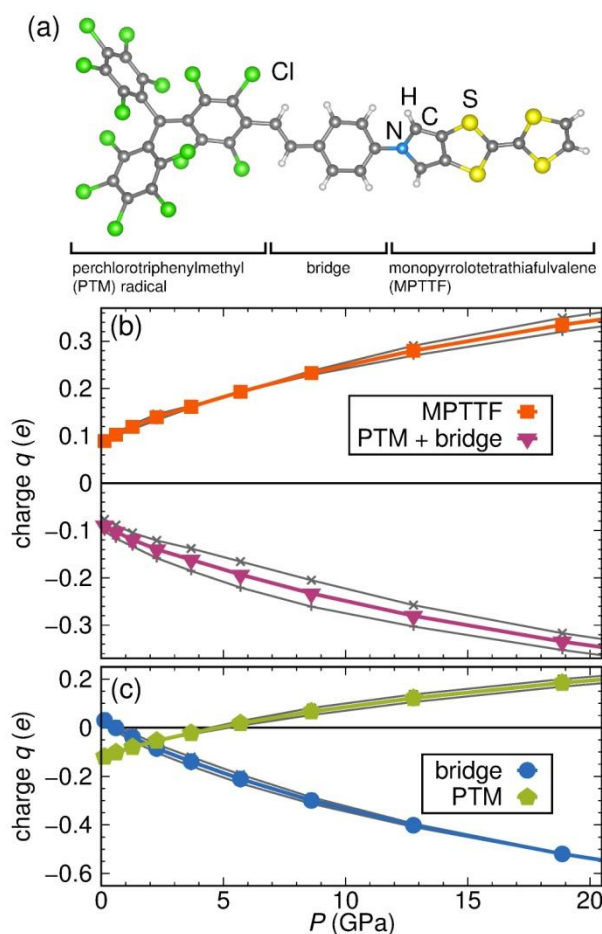 (a)
Cl
H
C
S
N
perchlorotriphenylmethyl
(PTM) radical
bridge
monopyrrolotetrathiafulvalene
(MPTTF)
(b)
charge q (e)
0.3
0.2
0.1
0
−0.1
−0.2
−0.3
MPTTF
PTM + bridge
(c)
charge q (e)
0.2
0
−0.2
−0.4
−0.6
bridge
PTM
0 5 10 15 20
P (GPa)